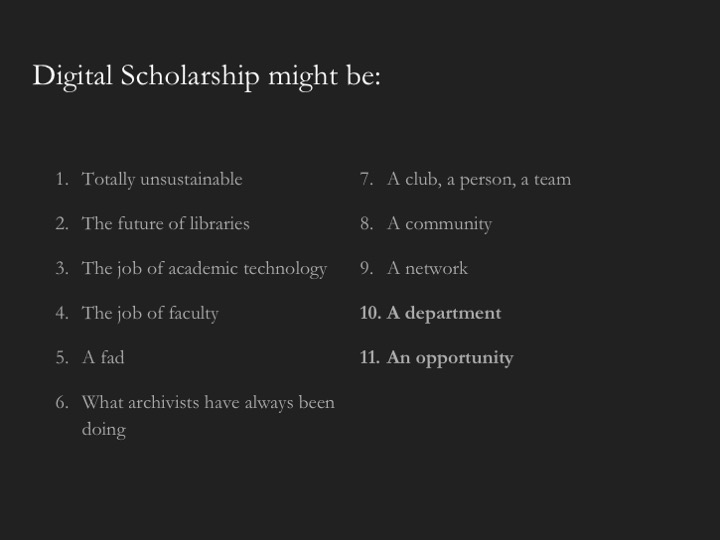 Digital Scholarship might be:
1. Totally unsustainable
2. The future of libraries
3. The job of academic technology
4. The job of faculty
5. A fad
6. What archivists have always been
doing
7. A club, a person, a team
8. A community
9. A network
10. A department
11. An opportunity